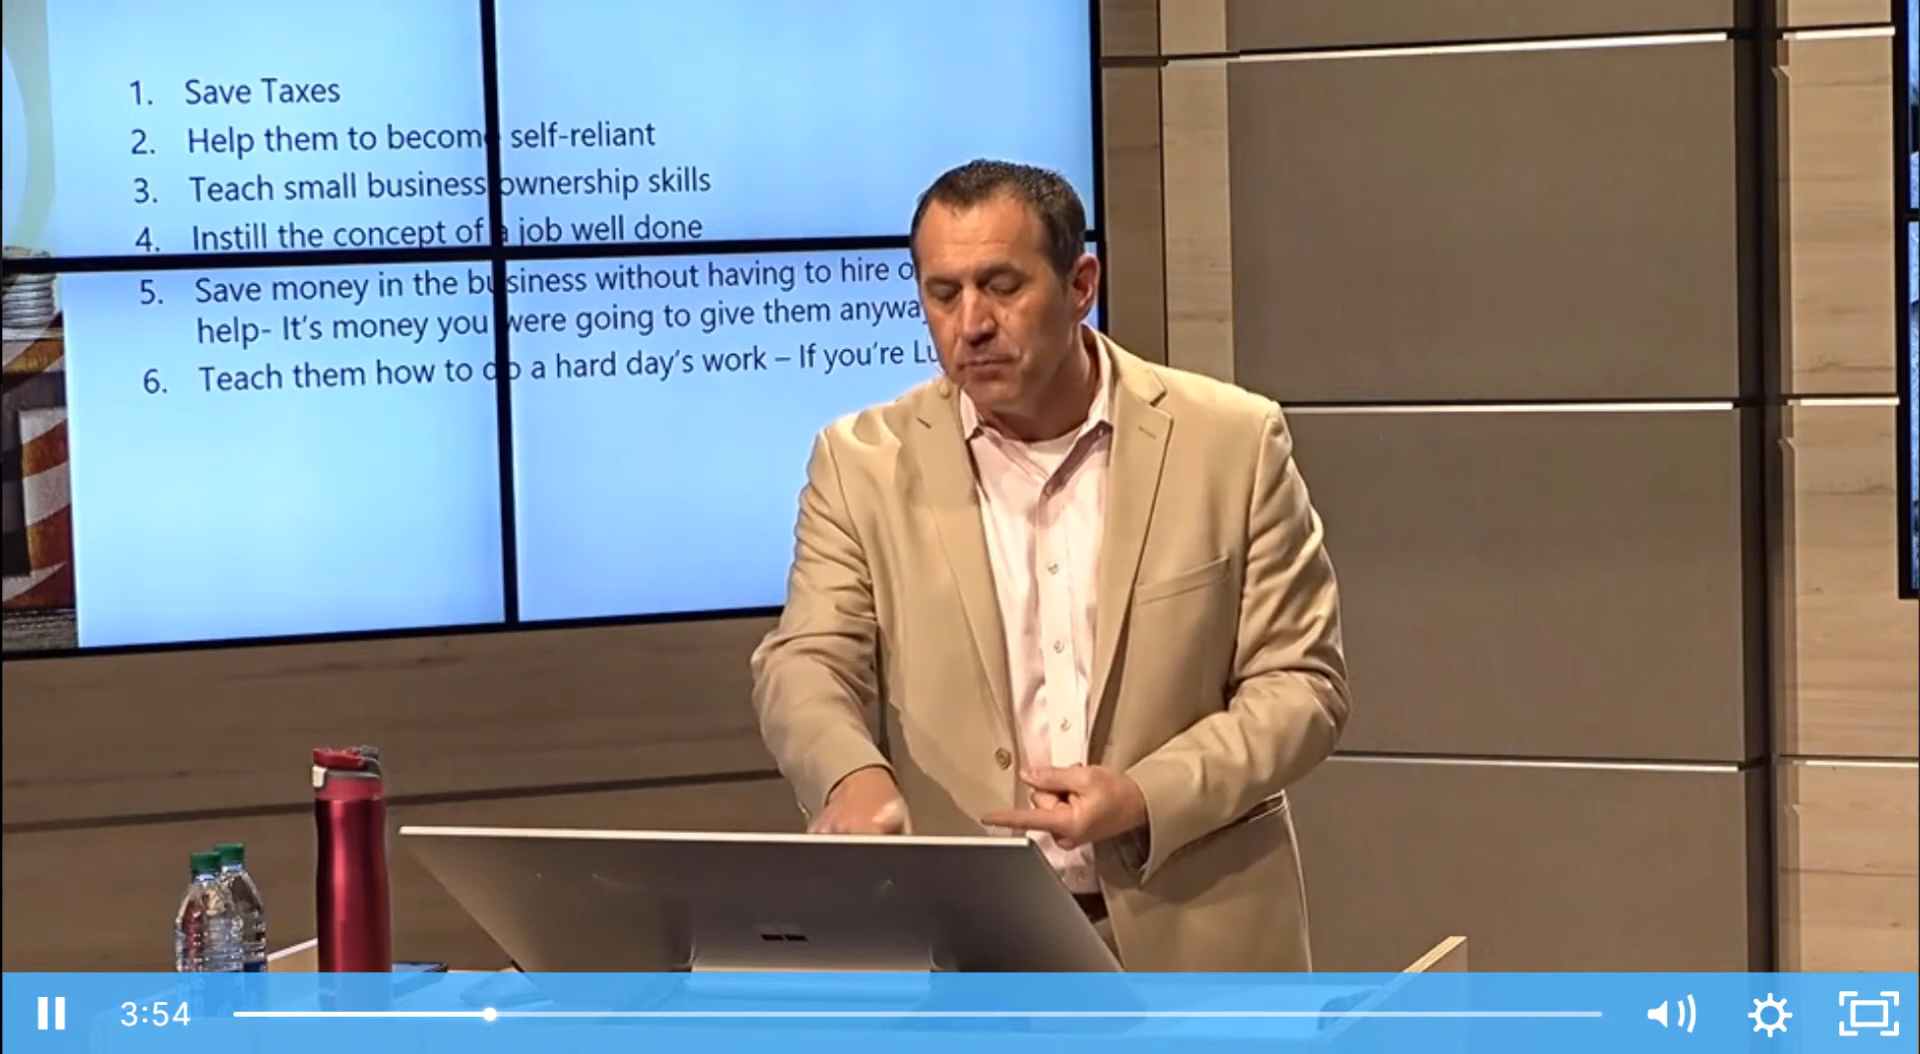 1. Save Taxes
2. Help them to become self-reliant
3. Teach small business ownership skills
4. Instill the concept of a job well done
5. Save money in the business without having to hire
help- It's money you were going to give them
6. Teach them how to do a hard day's work – If you're
3:54